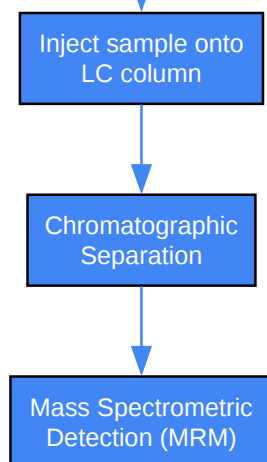 Inject sample onto
LC column
Chromatographic
Separation
Mass Spectrometric
Detection (MRM)